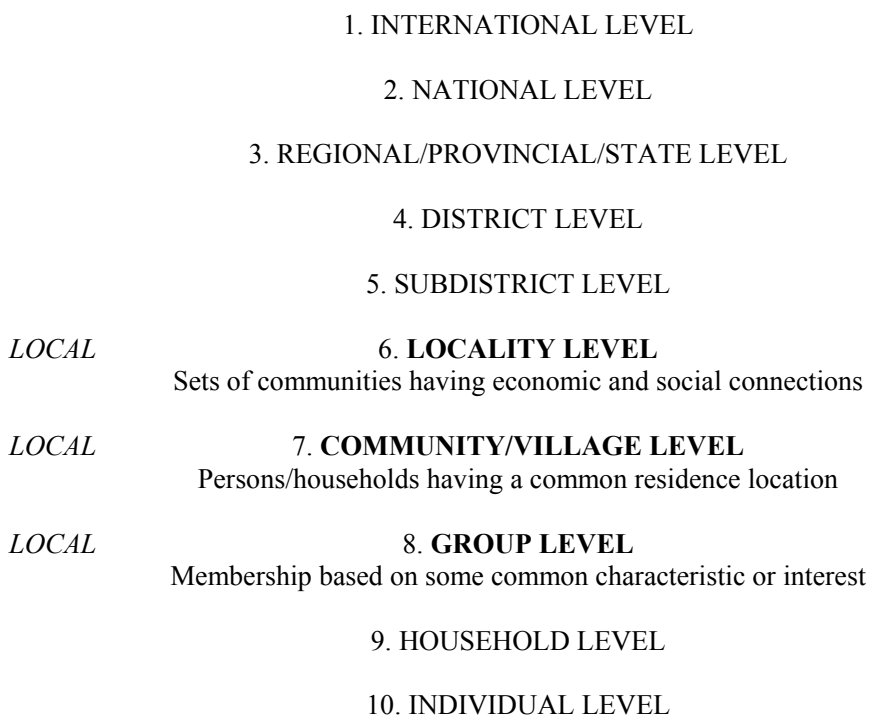 1. INTERNATIONAL LEVEL
2. NATIONAL LEVEL
3. REGIONAL/PROVINCIAL/STATE LEVEL
4. DISTRICT LEVEL
5. SUBDISTRICT LEVEL
LOCAL 6. LOCALITY LEVEL
Sets of communities having economic and social connections
LOCAL 7. COMMUNITY/VILLAGE LEVEL
Persons/households having a common residence location
LOCAL 8. GROUP LEVEL
Membership based on some common characteristic or interest
9. HOUSEHOLD LEVEL
10. INDIVIDUAL LEVEL